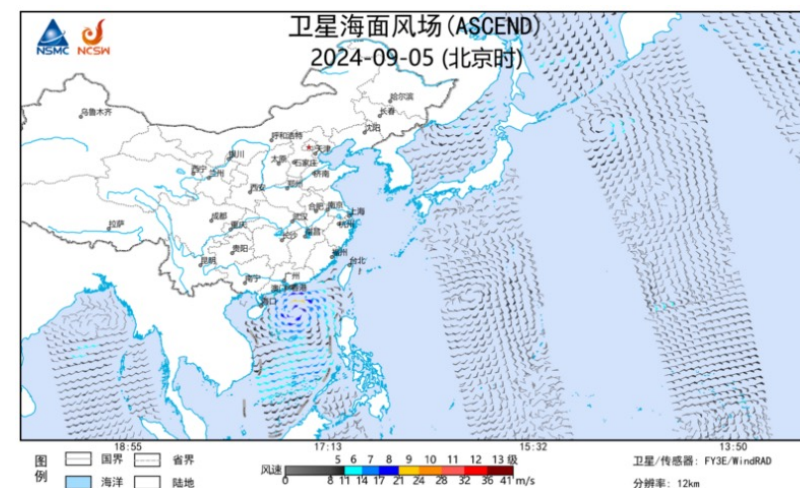 卫星海面风场(ASCEND)
2024-09-05 (北京时)
NSMC NCSW
哈尔滨
乌鲁木齐
长春
沈阳
呼和浩特
天津
银川
太原
石家庄
西宁
济南
兰州
郑州
西安
合肥 南京
上海
成都
武汉
杭州
拉萨
重庆
长沙
南昌
贵阳
福州
昆明
台北
南宁
广州
澳门
香港
海口
18:55 17:13 15:32 13:50
图例
国界 省界
海洋 陆地
5 6 7 8 9 10 11 12 13 级
风速
0 8 11 14 17 21 24 28 32 36 41 m/s
卫星/传感器: FY3E/WindRAD
分辨率: 12km